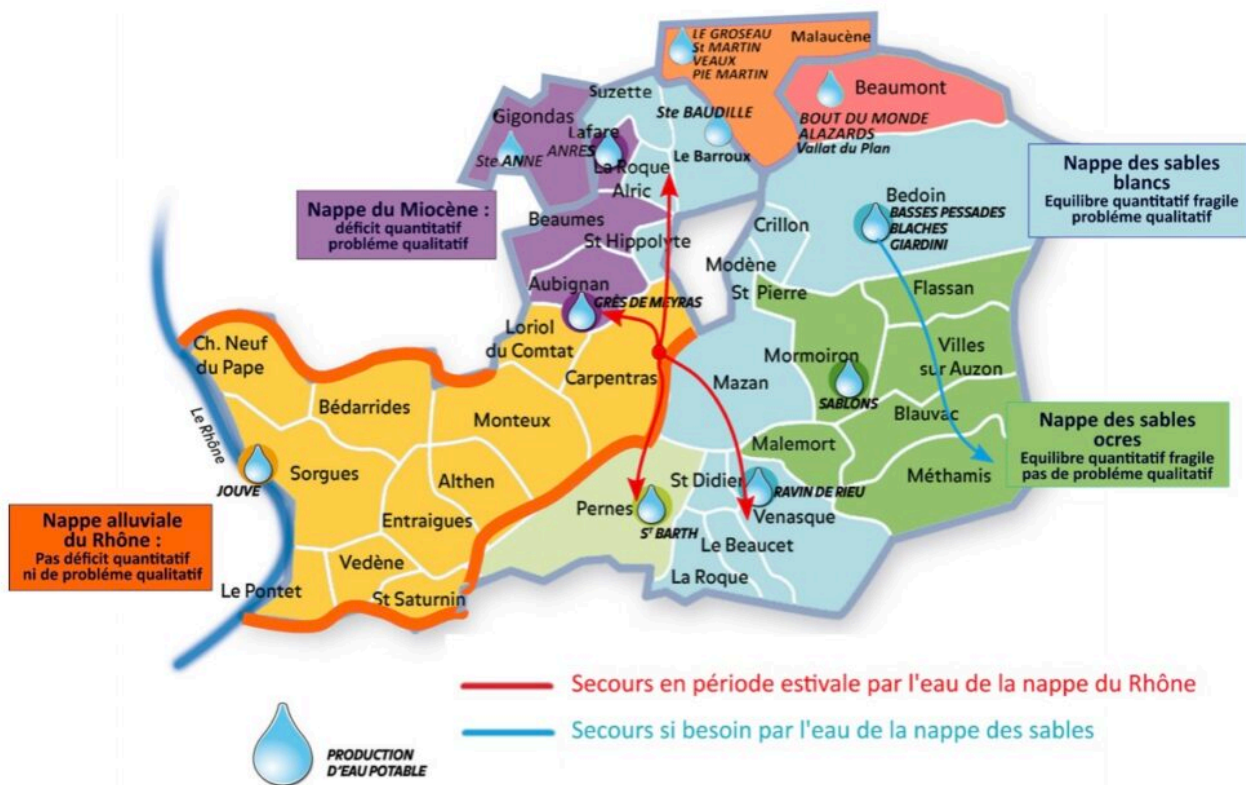 LE GROSEAU
St MARTIN
VEAUX
PIE MARTIN
Malaucène
Beaumont
BOUT DU MONDE
ALAZARDS
Vallat du Plan
Suzette
Ste BAUDILLE
Le Barroux
Gigondas
Ste ANNE
Lafare
ANRES
La Roque
Alric
Nappe du Miocène :
déficit quantitatif
probléme qualitatif
Beaumes
St Hippolyte
Aubignan
GRÈS DE MEYRAS
Nappe des sables
blancs
Equilibre quantitatif fragile
probléme qualitatif
Bedoin
BASSES PESSADES
BLACHES
GIARDINI
Crillon
Modène
St Pierre
Flassan
Loriol
du Comtat
Carpentras
Mazan
Mormoiron
SABLONS
Villes
sur Auzon
Blauvac
Malemort
Méthamis
Nappe des sables
ocres
Equilibre quantitatif fragile
pas de probléme qualitatif
Ch. Neuf
du Pape
Le Rhône
Bédarrides
Monteux
Sorgues
JOUVE
Althen
Entraigues
Pernes
ST BARTH
St Didier
RAVIN DE RIEU
Venasque
Le Beaucet
La Roque
Nappe alluviale
du Rhône :
Pas déficit quantitatif
ni de probléme qualitatif
Vedène
Le Pontet
St Saturnin
Secours en période estivale par l'eau de la nappe du Rhône
Secours si besoin par l'eau de la nappe des sables
PRODUCTION
D'EAU POTABLE